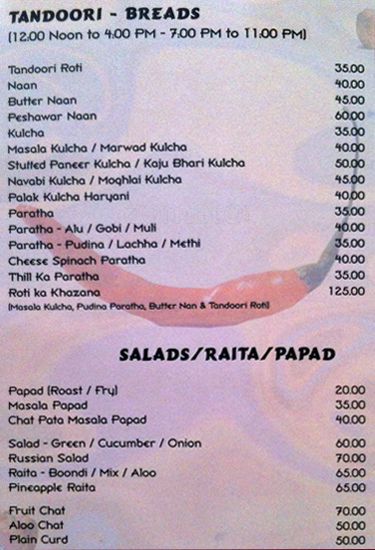 TANDOORI - BREADS
(12.00 Noon to 4.00 PM - 7.00 PM to 11.00 PM)
Tandoori Roti 35.00
Naan 40.00
Butter Naan 45.00
Peshawar Naan 60.00
Kulcha 35.00
Masala Kulcha / Marwad Kulcha 40.00
Stutted Paneer Kulcha / Kaju Bhari Kulcha 50.00
Navabi Kulcha / Moghlai Kulcha 45.00
Palak Kulcha Haryani 40.00
Paratha 35.00
Paratha - Alu / Gobi / Muli 40.00
Paratha - Pudina / Lachha / Methi 35.00
Cheese Spinach Paratha 40.00
Thill Ka Paratha 35.00
Roti ka Khazana 125.00
(Masala Kulcha, Pudina Paratha, Butter Nan & Tandoori Roti)
SALADS/RAITA/PAPAD
Papad (Roast / Fry) 20.00
Masala Papad 35.00
Chat Pata Masala Papad 40.00
Salad - Green / Cucumber / Onion 60.00
Russian Salad 70.00
Raita - Boondi / Mix / Aloo 65.00
Pineapple Raita 65.00
Fruit Chat 70.00
Aloo Chat 50.00
Plain Curd 50.00